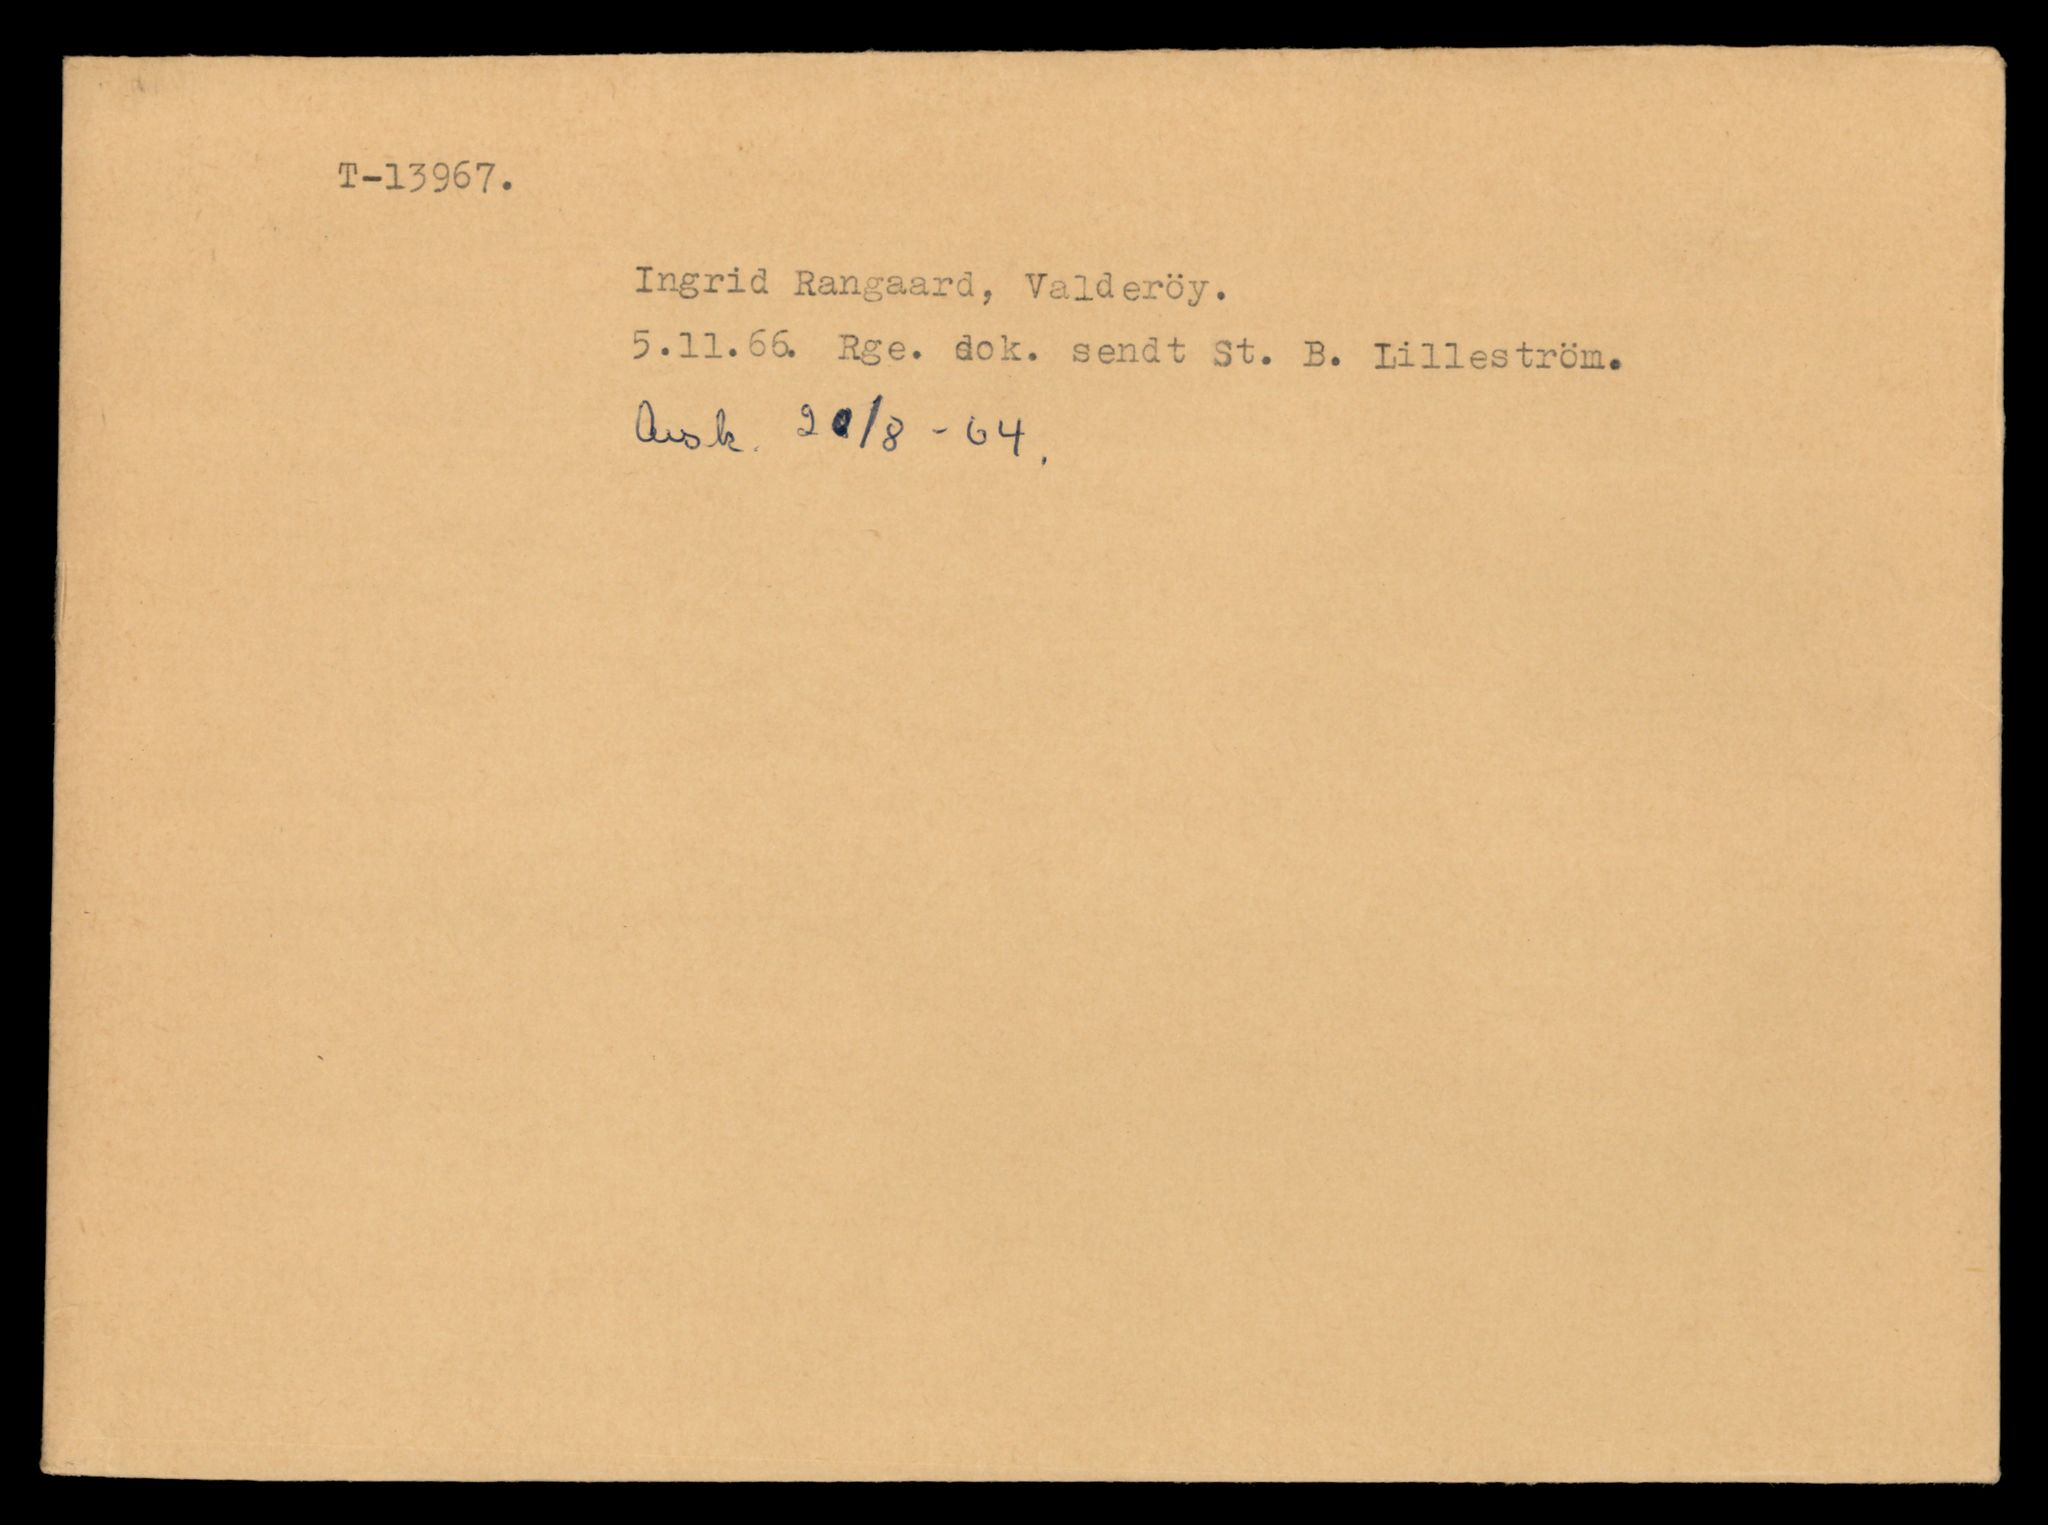 T-13967.
Ingrid Rangaard, Valderöy.
5.11.66. Rge. dok. sendt St. B. Lilleström.
Avsk. 20/8 - 64.